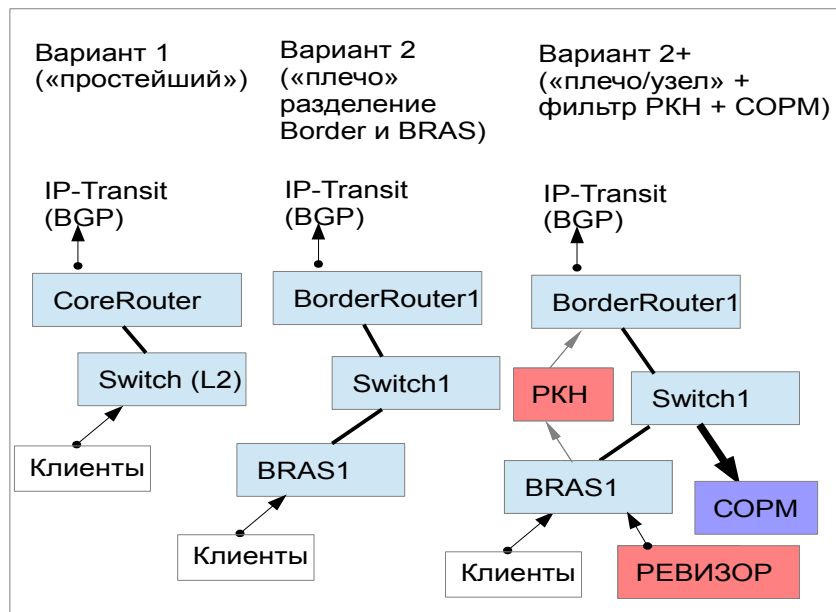 Вариант 1
(«простейший»)
IP-Transit
(BGP)
CoreRouter
Switch (L2)
Клиенты
Вариант 2
(«плечо»
разделение
Border и BRAS)
IP-Transit
(BGP)
BorderRouter1
Switch1
BRAS1
Клиенты
Вариант 2+
(«плечо/узел» +
фильтр РКН + СОРМ)
IP-Transit
(BGP)
BorderRouter1
РКН
Switch1
BRAS1
СОРМ
Клиенты
РЕВИЗОР